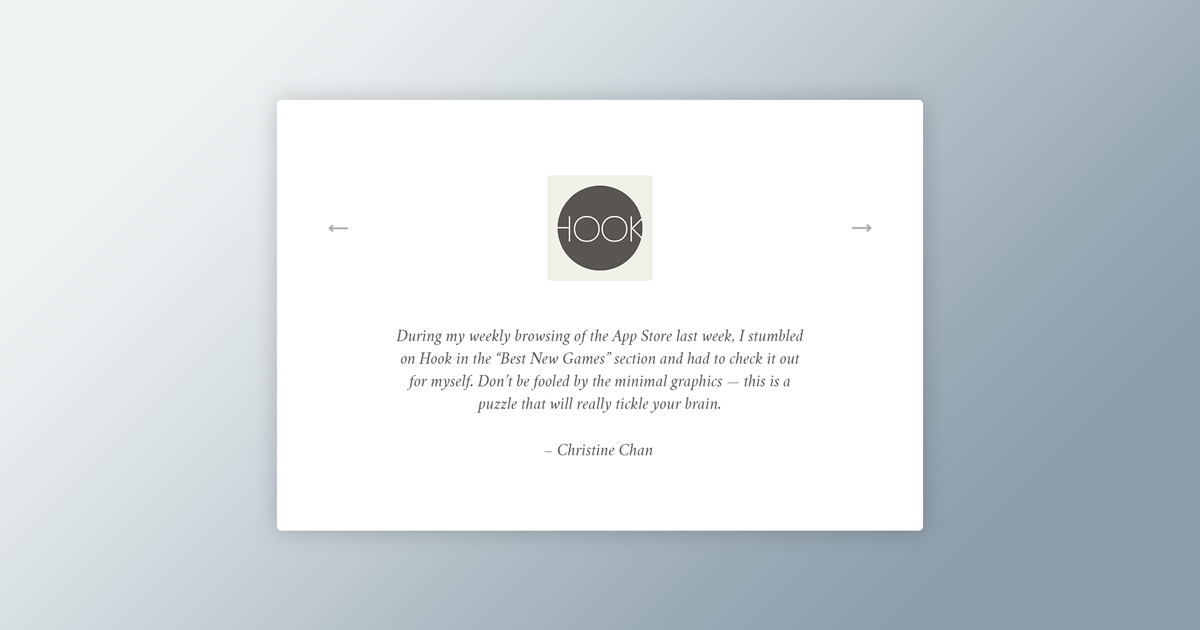 HOOK
During my weekly browsing of the App Store last week, I stumbled
on Hook in the “Best New Games” section and had to check it out
for myself. Don’t be fooled by the minimal graphics — this is a
puzzle that will really tickle your brain.
– Christine Chan